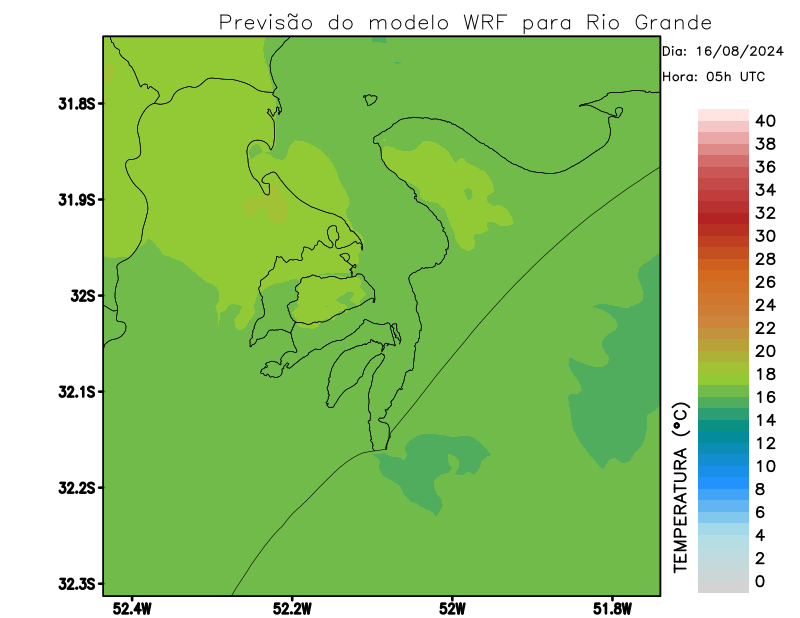 Previsão do modelo WRF para Rio Grande
Dia: 16/08/2024
Hora: 05h UTC
31.8S
31.9S
32S
32.1S
32.2S
32.3S
52.4W
52.2W
52W
51.8W
TEMPERATURA (°C)
40
38
36
34
32
30
28
26
24
22
20
18
16
14
12
10
8
6
4
2
0